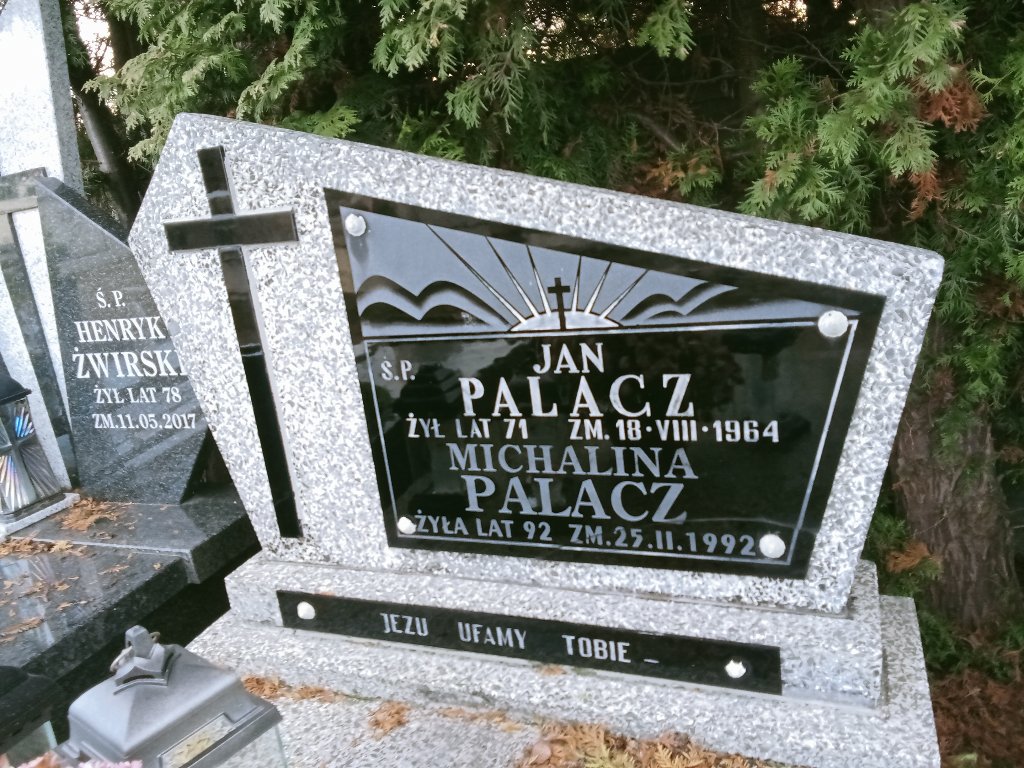 Ś.P.
JAN
PALACZ
ŻYŁ LAT 71 ZM. 18·VIII·1964
MICHALINA
PALACZ
ŻYŁA LAT 92 ZM.25.II.1992
JEZU UFAMY TOBIE
Ś.P.
HENRYK
ŻWIRSKI
ŻYŁ LAT 78
ZM.11.05.2017